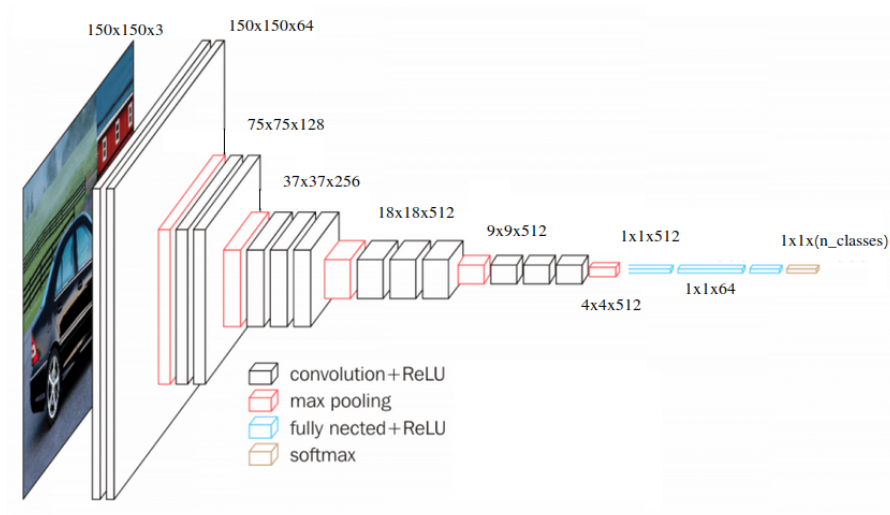 150x150x3
150x150x64
75x75x128
37x37x256
18x18x512
9x9x512
1x1x512
1x1x(n_classes)
4x4x512
1x1x64
convolution+ReLU
max pooling
fully nected+ReLU
softmax